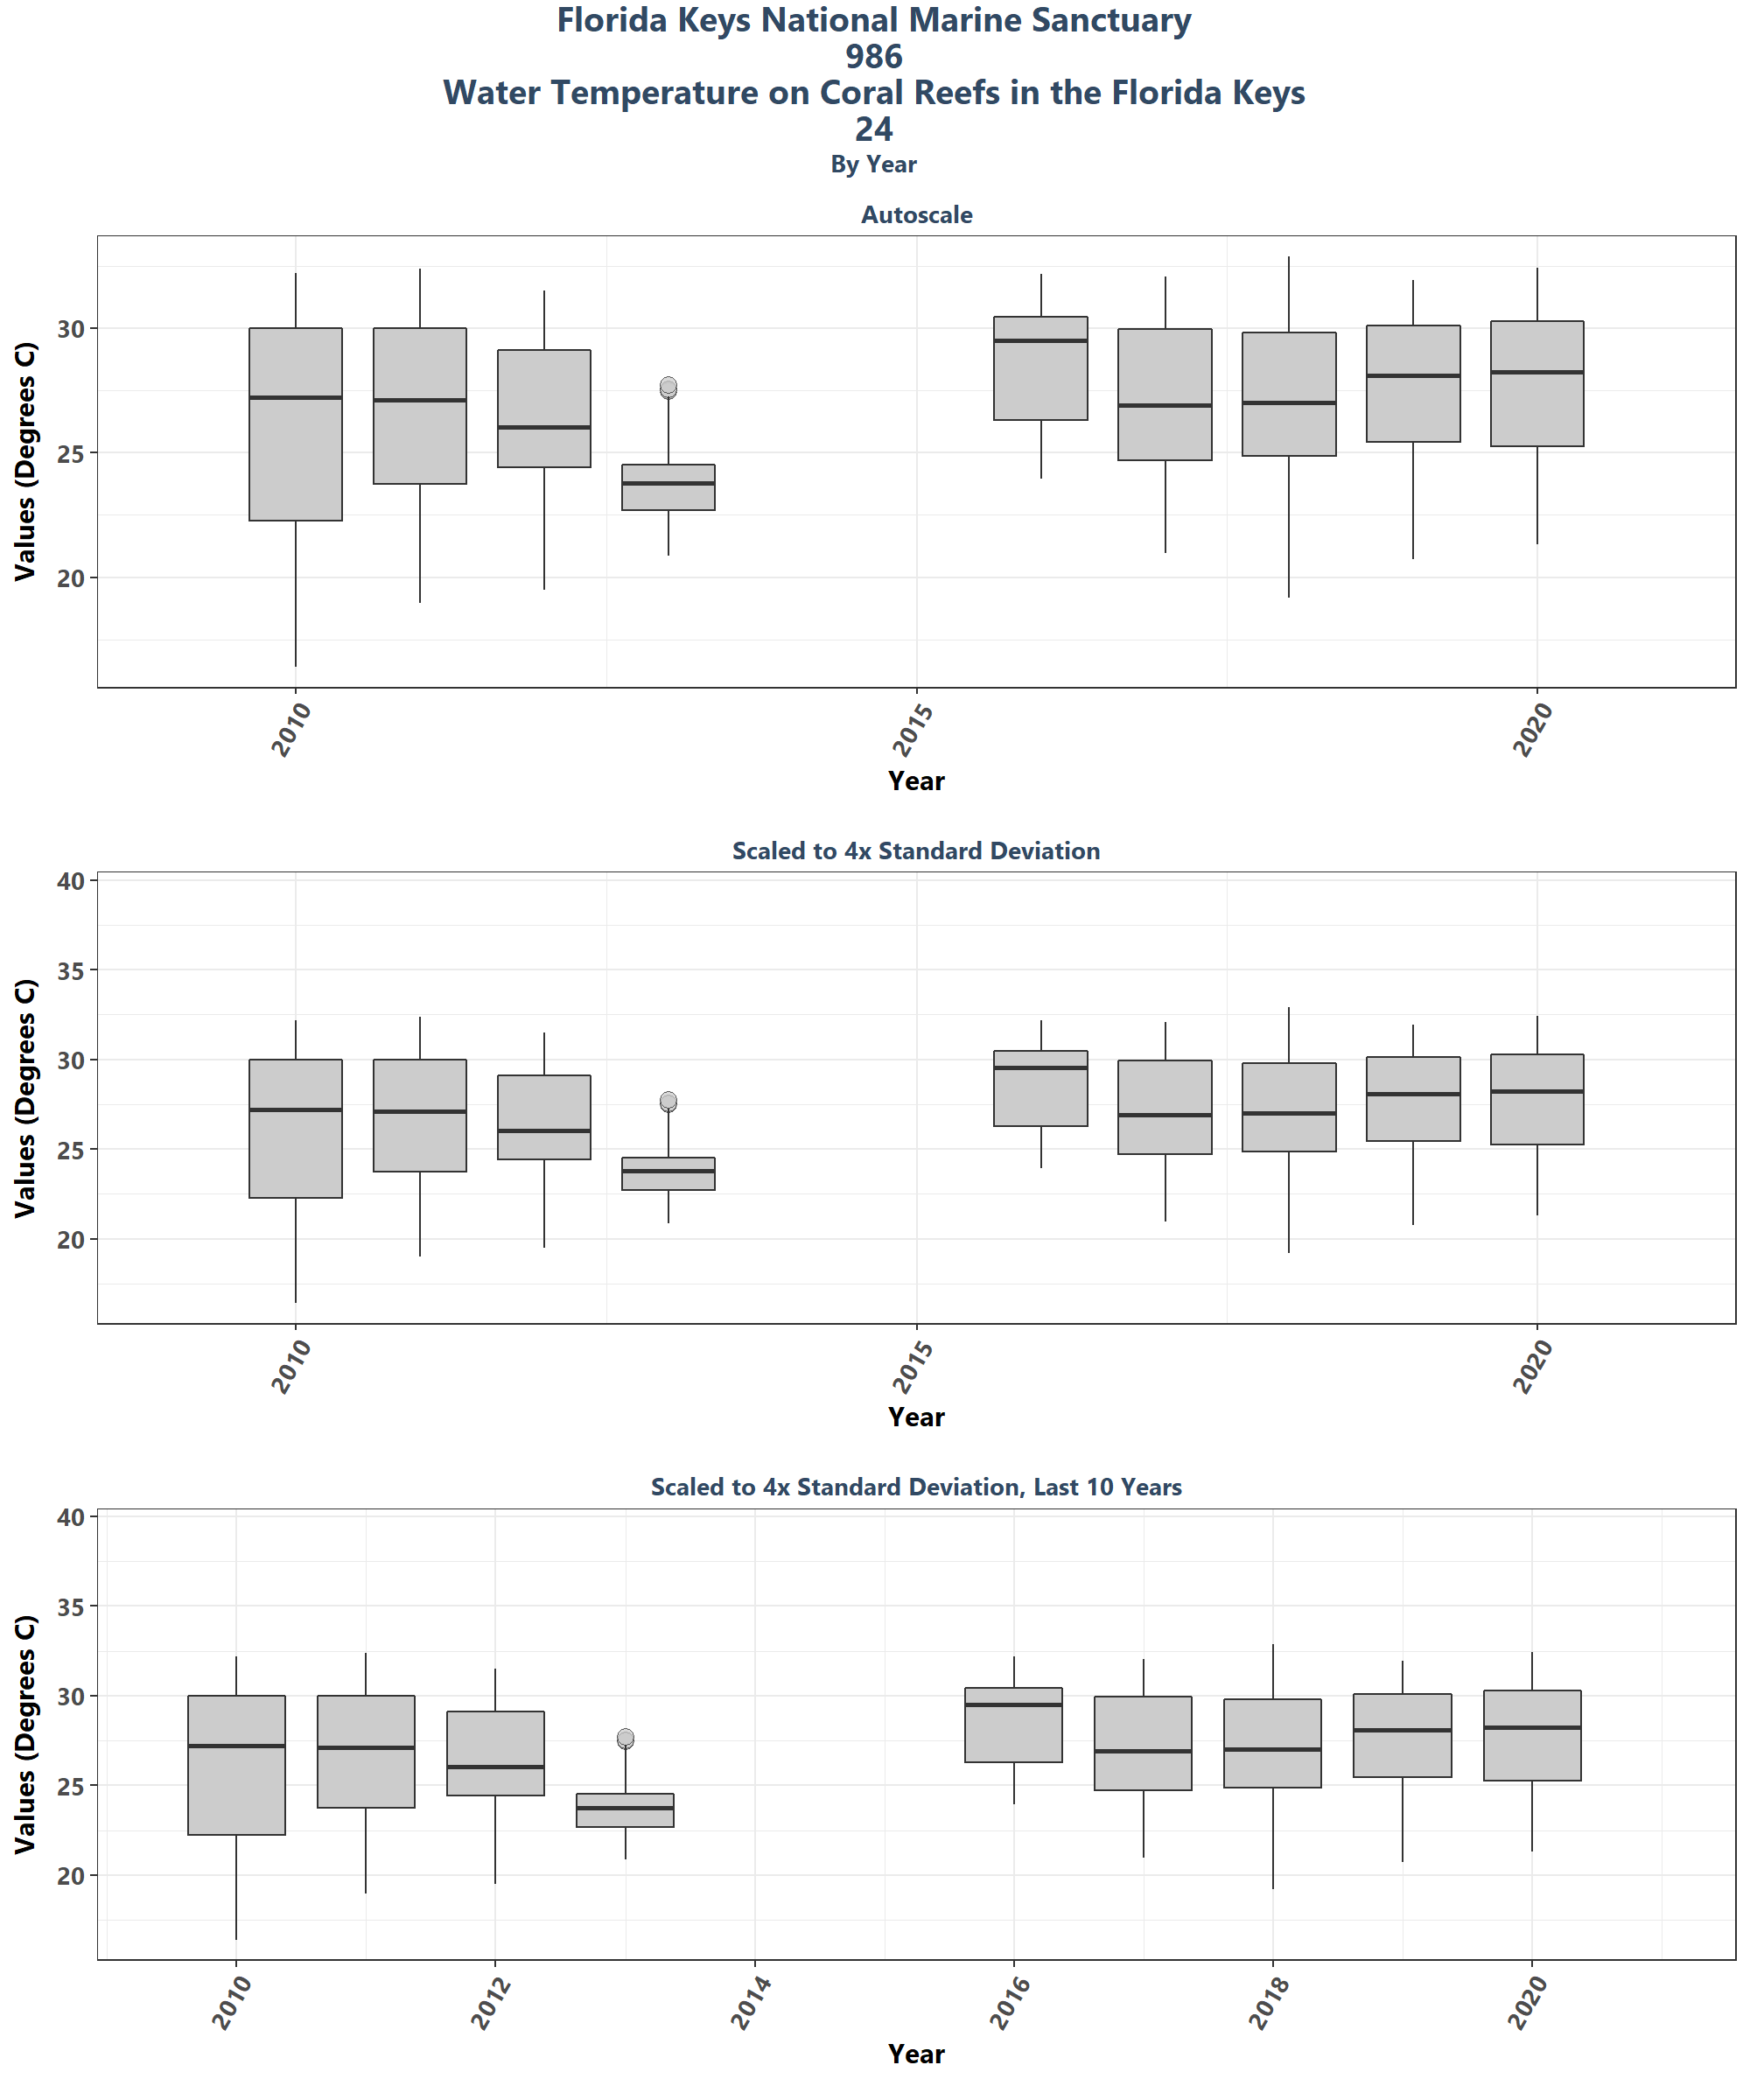 Florida Keys National Marine Sanctuary
986
Water Temperature on Coral Reefs in the Florida Keys
24
By Year
Autoscale
Values (Degrees C)
30
25
20
2010
2015
2020
Year
Scaled to 4x Standard Deviation
Values (Degrees C)
40
35
30
25
20
2010
2015
2020
Year
Scaled to 4x Standard Deviation, Last 10 Years
Values (Degrees C)
40
35
30
25
20
2010
2012
2014
2016
2018
2020
Year